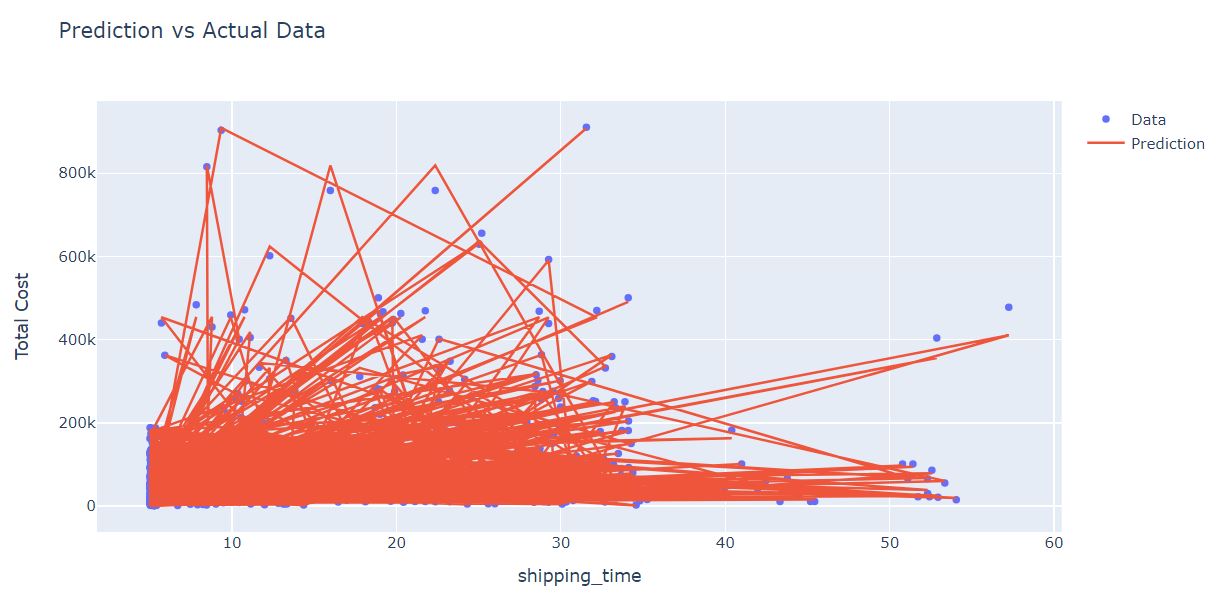 Prediction vs Actual Data
Data
Prediction
800k
600k
400k
200k
0
Total Cost
10 20 30 40 50 60
shipping_time